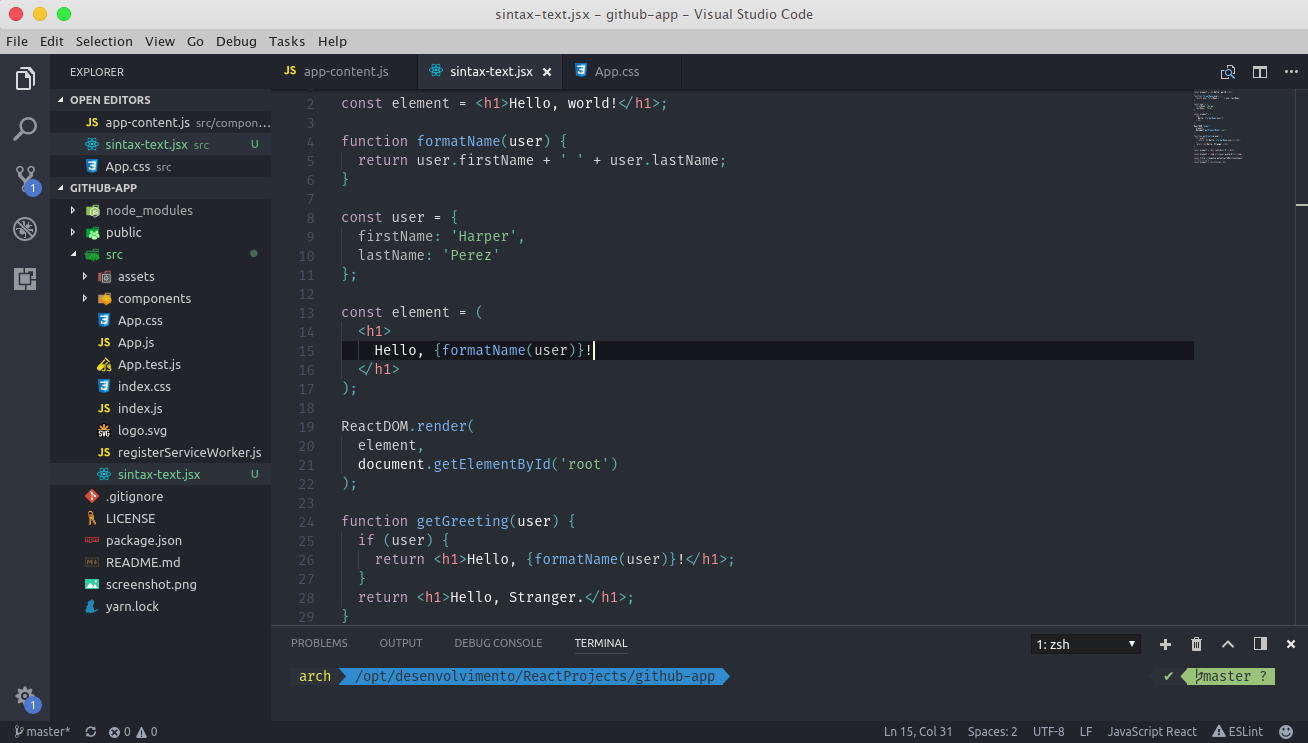 sintax-text.jsx – github-app – Visual Studio Code
File Edit Selection View Go Debug Tasks Help
EXPLORER
OPEN EDITORS
JS app-content.js src/compon...
sintax-text.jsx src U
App.css src
GITHUB-APP
node_modules
public
src
assets
components
App.css
JS App.js
App.test.js
index.css
JS index.js
SVG logo.svg
JS registerServiceWorker.js
sintax-text.jsx U
.gitignore
LICENSE
package.json
README.md
screenshot.png
yarn.lock
1
1
JS app-content.js sintax-text.jsx × App.css
2 const element = <h1>Hello, world!</h1>;
3
4 function formatName(user) {
5 return user.firstName + ' ' + user.lastName;
6 }
7
8 const user = {
9 firstName: 'Harper',
10 lastName: 'Perez'
11 };
12
13 const element = (
14 <h1>
15 Hello, {formatName(user)}!
16 </h1>
17 );
18
19 ReactDOM.render(
20 element,
21 document.getElementById('root')
22 );
23
24 function getGreeting(user) {
25 if (user) {
26 return <h1>Hello, {formatName(user)}!</h1>;
27 }
28 return <h1>Hello, Stranger.</h1>;
29 }
PROBLEMS OUTPUT DEBUG CONSOLE TERMINAL 1: zsh
arch /opt/desenvolvimento/ReactProjects/github-app ✔ master ?
master* 0 0 Ln 15, Col 31 Spaces: 2 UTF-8 LF JavaScript React ESLint